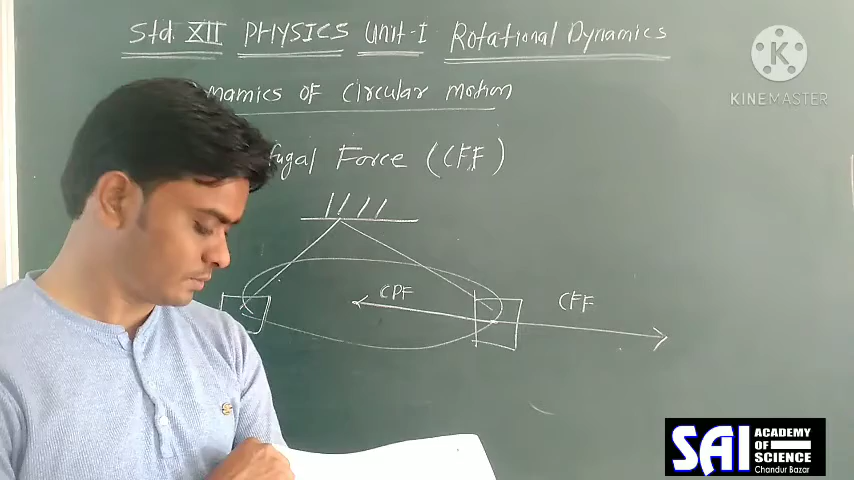 Std. XII PHYSICS Unit-I Rotational Dynamics
namics OF Circular motion
fugal Force (CFF)
CPF
CFF
KINEMASTER
SAI ACADEMY
OF
SCIENCE
Chandur Bazar